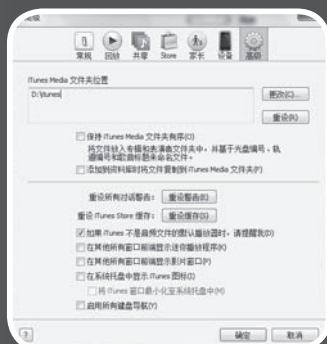 常规 回放 共享 Store 家长 设备 高级
iTunes Media 文件夹位置
D:\itunes
更改(C)...
重设(R)
保持 iTunes Media 文件夹有序(O)
将文件放入专辑和表演者文件夹中，并基于光盘编号、轨
道编号和歌曲标题来命名文件。
添加到资料库时将文件复制到 iTunes Media 文件夹(F)
重设所有对话警告： 重设警告(E)
重设 iTunes Store 缓存： 重设缓存(S)
如果 iTunes 不是音频文件的默认播放器时，请提醒我(D)
在其他所有窗口前端显示迷你播放程序(K)
在其他所有窗口前端显示影片窗口(P)
在系统托盘中显示 iTunes 图标(I)
将 iTunes 窗口最小化至系统托盘中(M)
启用所有键盘导航(Y)
? 确定 取消